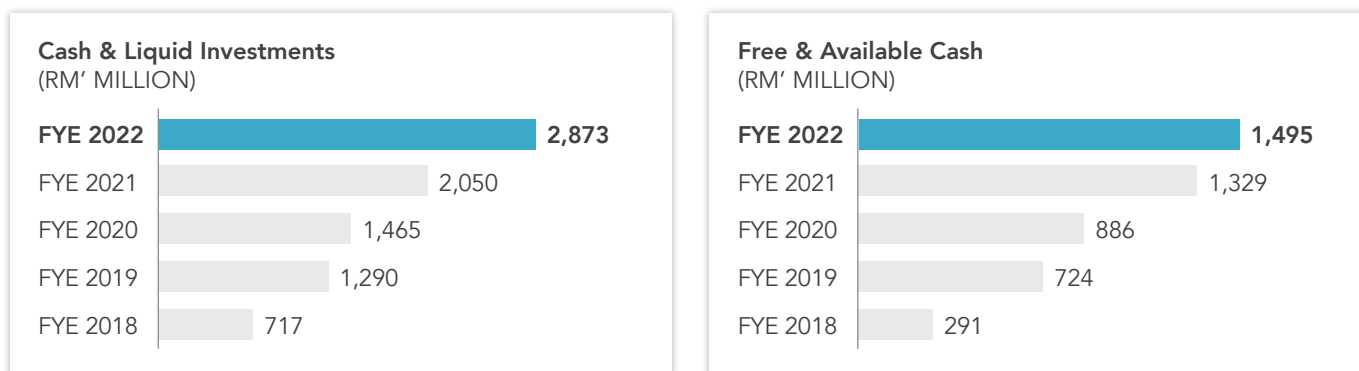 Cash & Liquid Investments
(RM' MILLION)
FYE 2022 2,873
FYE 2021 2,050
FYE 2020 1,465
FYE 2019 1,290
FYE 2018 717
Free & Available Cash
(RM' MILLION)
FYE 2022 1,495
FYE 2021 1,329
FYE 2020 886
FYE 2019 724
FYE 2018 291